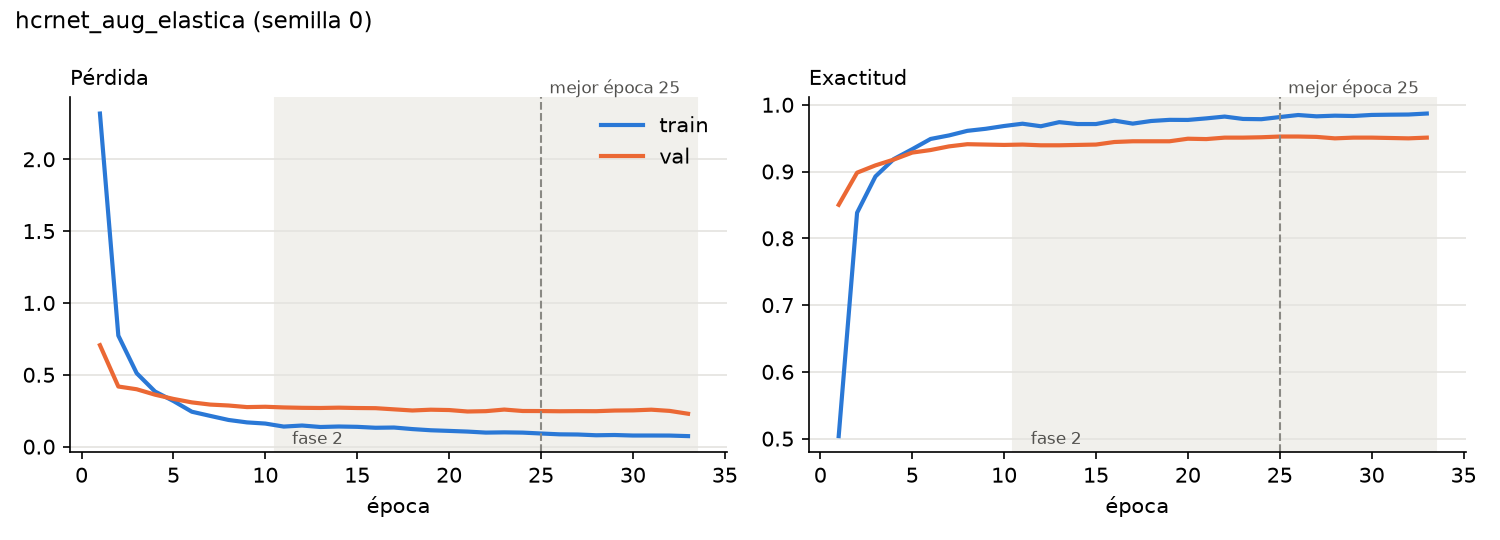 hcrnet_aug_elastica (semilla 0)
Pérdida
mejor época 25
train
val
2.0
1.5
1.0
0.5
0.0
fase 2
0 5 10 15 20 25 30 35
época
Exactitud
mejor época 25
1.0
0.9
0.8
0.7
0.6
0.5
fase 2
0 5 10 15 20 25 30 35
época